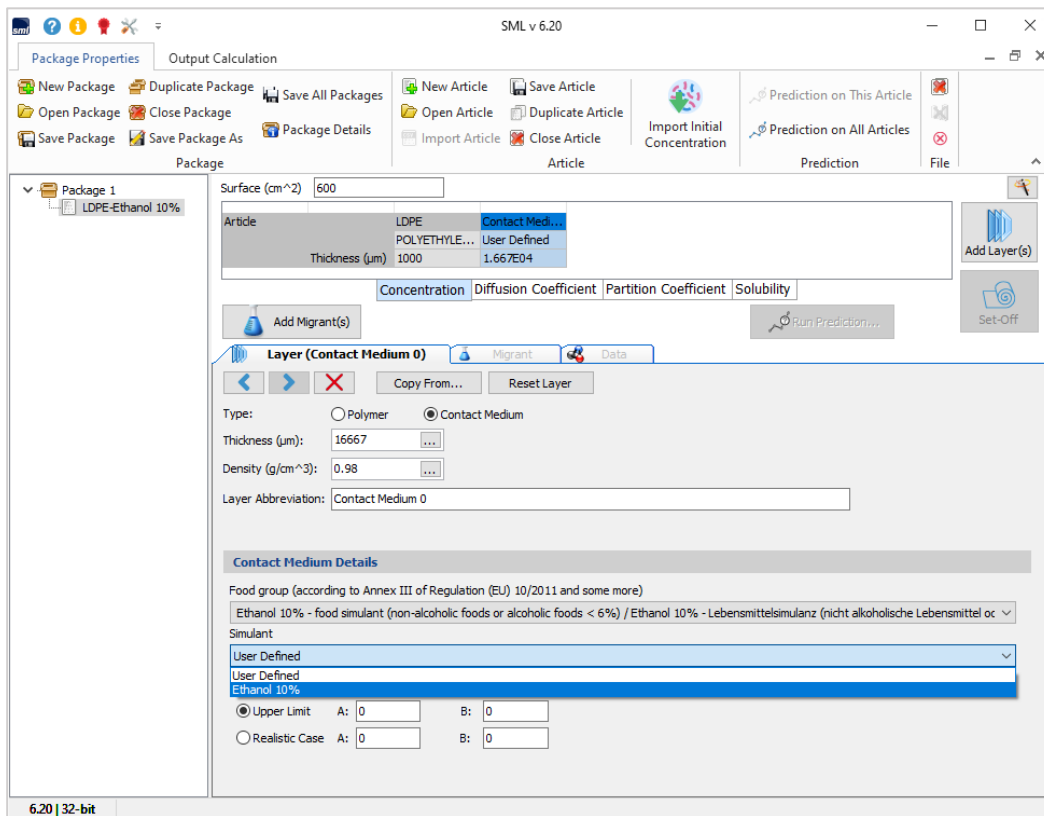 sml
SML v 6.20
Package Properties Output Calculation
New Package Duplicate Package Save All Packages New Article Save Article Import Initial Concentration Prediction on This Article
Open Package Close Package Package Details Open Article Duplicate Article Prediction on All Articles
Save Package Save Package As Import Article Close Article
Package Article Prediction File
Package 1
LDPE-Ethanol 10%
Surface (cm^2) 600
Article LDPE Contact Medi...
POLYETHYLE... User Defined
Thickness (µm) 1000 1.667E04
Add Layer(s)
Concentration Diffusion Coefficient Partition Coefficient Solubility
Add Migrant(s) Run Prediction... Set-Off
Layer (Contact Medium 0) Migrant Data
Copy From... Reset Layer
Type: Polymer Contact Medium
Thickness (µm): 16667 ...
Density (g/cm^3): 0.98 ...
Layer Abbreviation: Contact Medium 0
Contact Medium Details
Food group (according to Annex III of Regulation (EU) 10/2011 and some more)
Ethanol 10% - food simulant (non-alcoholic foods or alcoholic foods < 6%) / Ethanol 10% - Lebensmittelsimulanz (nicht alkoholische Lebensmittel oc
Simulant
User Defined
User Defined
Ethanol 10%
Upper Limit A: 0 B: 0
Realistic Case A: 0 B: 0
6.20 | 32-bit